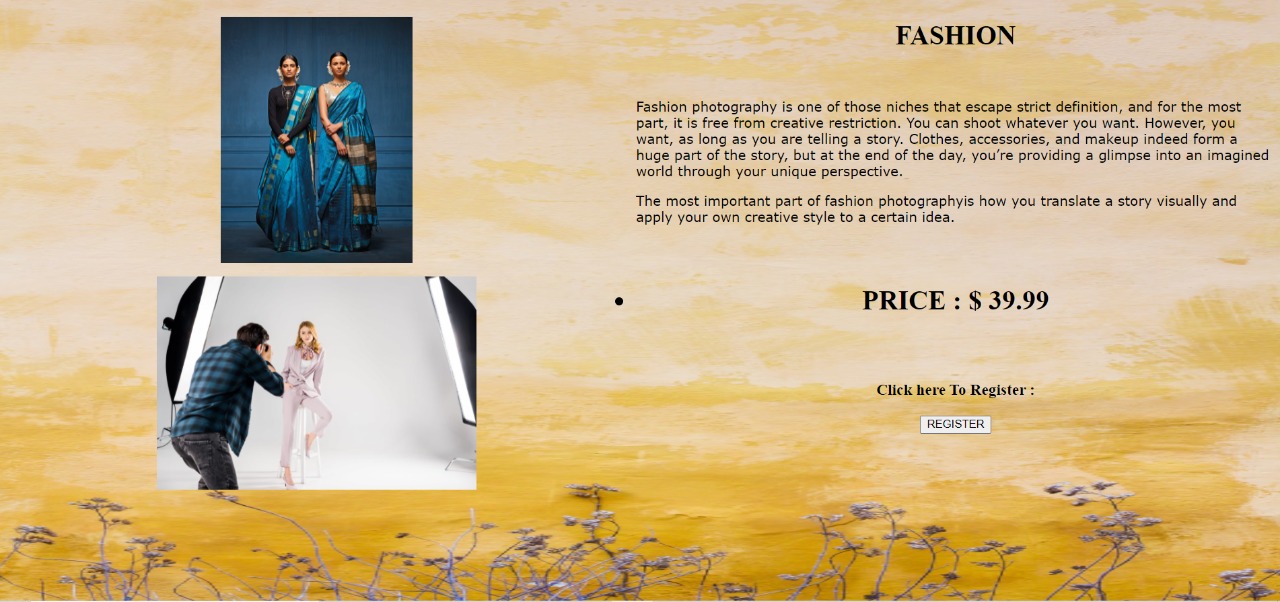 FASHION
Fashion photography is one of those niches that escape strict definition, and for the most
part, it is free from creative restriction. You can shoot whatever you want. However, you
want, as long as you are telling a story. Clothes, accessories, and makeup indeed form a
huge part of the story, but at the end of the day, you’re providing a glimpse into an imagined
world through your unique perspective.
The most important part of fashion photographyis how you translate a story visually and
apply your own creative style to a certain idea.
• PRICE : $ 39.99
Click here To Register :
REGISTER